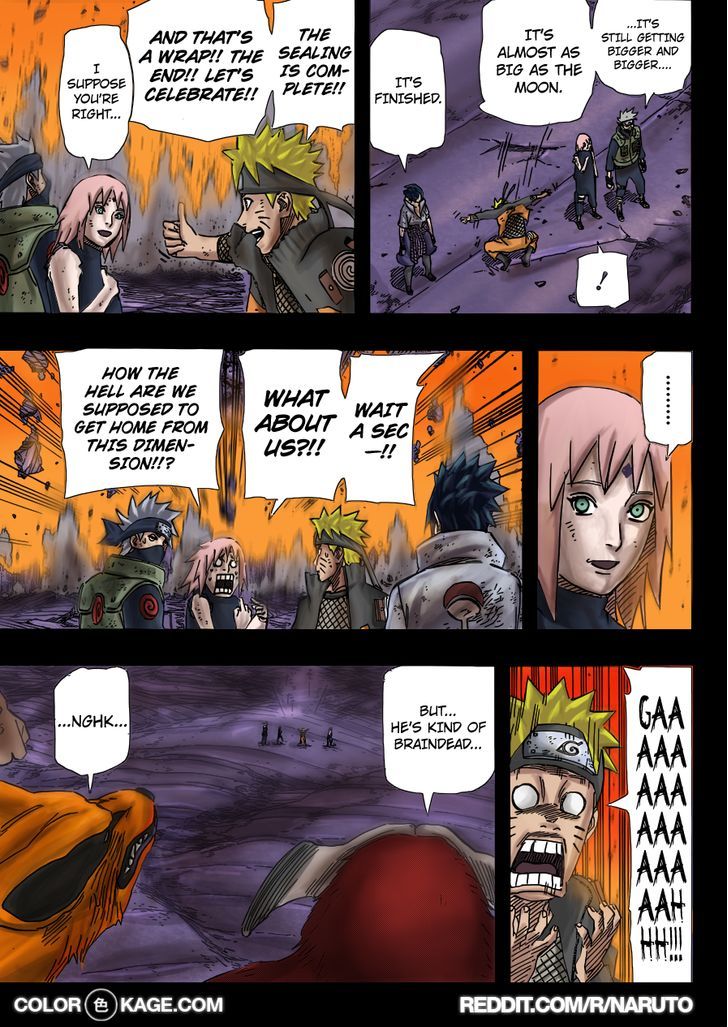 ...IT'S
STILL GETTING
BIGGER AND
BIGGER....
IT'S
ALMOST AS
BIG AS THE
MOON.
IT'S
FINISHED.
!
THE
SEALING
IS COM-
PLETE!!
AND THAT'S
A WRAP!! THE
END!! LET'S
CELEBRATE!!
I
SUPPOSE
YOU'RE
RIGHT...
.........
WAIT
A SEC
—!!
WHAT
ABOUT
US?!!
HOW THE
HELL ARE WE
SUPPOSED TO
GET HOME FROM
THIS DIMEN-
SION!!?
GAA
AAA
AAA
AAA
AAA
AAH
HH!!!
BUT...
HE'S KIND OF
BRAINDEAD...
...NGHK...
COLOR 色 KAGE.COM
REDDIT.COM/R/NARUTO